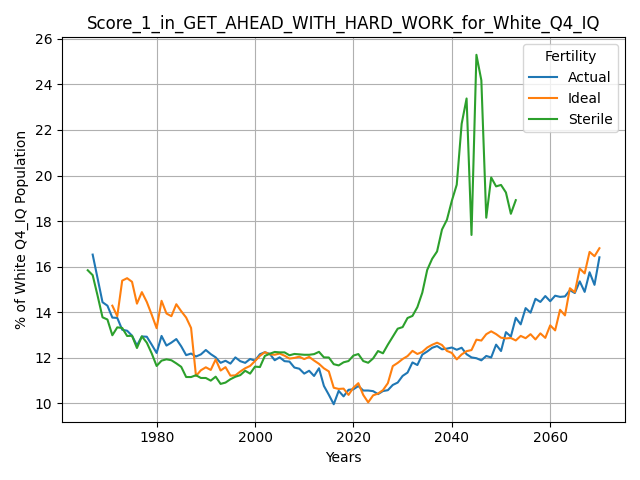 Score_1_in_GET_AHEAD_WITH_HARD_WORK_for_White_Q4_IQ
% of White Q4_IQ Population
26
24
22
20
18
16
14
12
10
Fertility
Actual
Ideal
Sterile
1980 2000 2020 2040 2060
Years